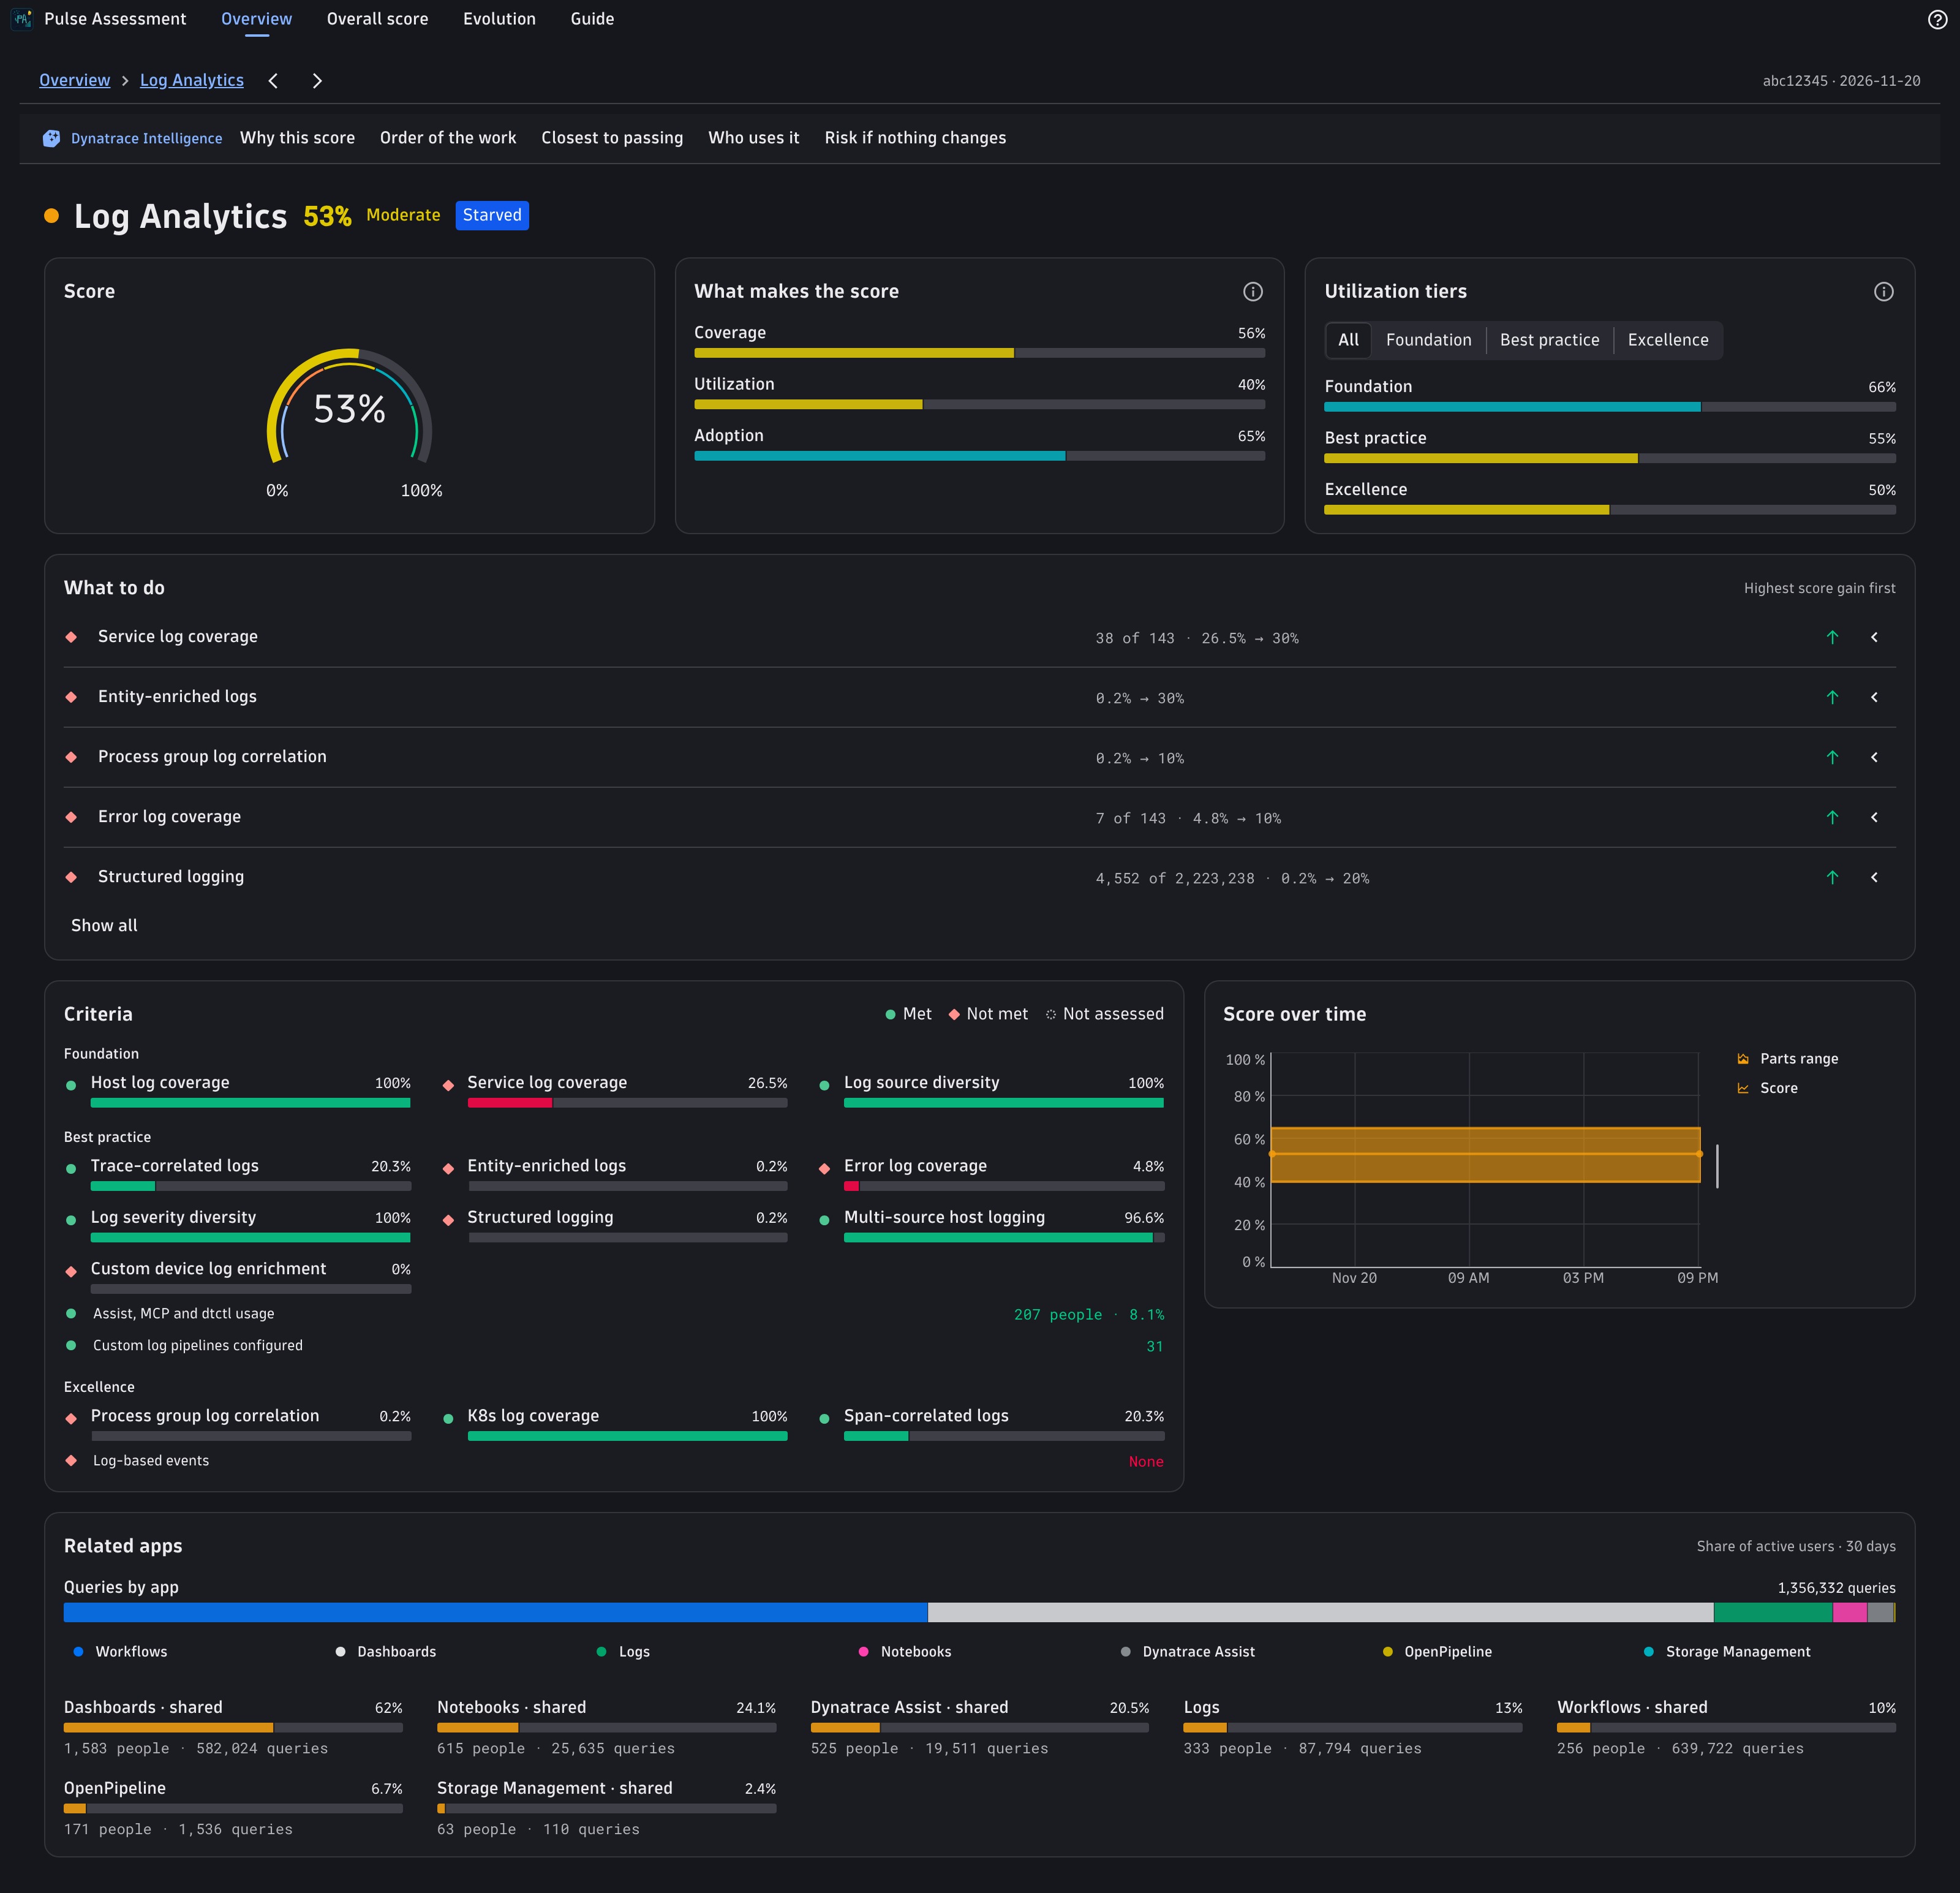 Pulse Assessment Overview Overall score Evolution Guide
Overview > Log Analytics
abc12345 · 2026-11-20
Dynatrace Intelligence Why this score Order of the work Closest to passing Who uses it Risk if nothing changes
Log Analytics 53% Moderate Starved
Score
53%
0% 100%
What makes the score
Coverage 56%
Utilization 40%
Adoption 65%
Utilization tiers
All Foundation Best practice Excellence
Foundation 66%
Best practice 55%
Excellence 50%
What to do Highest score gain first
Service log coverage 38 of 143 · 26.5% → 30%
Entity-enriched logs 0.2% → 30%
Process group log correlation 0.2% → 10%
Error log coverage 7 of 143 · 4.8% → 10%
Structured logging 4,552 of 2,223,238 · 0.2% → 20%
Show all
Criteria Met Not met Not assessed
Foundation
Host log coverage 100% Service log coverage 26.5% Log source diversity 100%
Best practice
Trace-correlated logs 20.3% Entity-enriched logs 0.2% Error log coverage 4.8%
Log severity diversity 100% Structured logging 0.2% Multi-source host logging 96.6%
Custom device log enrichment 0%
Assist, MCP and dtctl usage 207 people · 8.1%
Custom log pipelines configured 31
Excellence
Process group log correlation 0.2% K8s log coverage 100% Span-correlated logs 20.3%
Log-based events None
Score over time
100 %
80 %
60 %
40 %
20 %
0 %
Nov 20 09 AM 03 PM 09 PM
Parts range
Score
Related apps Share of active users · 30 days
Queries by app 1,356,332 queries
Workflows Dashboards Logs Notebooks Dynatrace Assist OpenPipeline Storage Management
Dashboards · shared 62% Notebooks · shared 24.1% Dynatrace Assist · shared 20.5% Logs 13% Workflows · shared 10%
1,583 people · 582,024 queries 615 people · 25,635 queries 525 people · 19,511 queries 333 people · 87,794 queries 256 people · 639,722 queries
OpenPipeline 6.7% Storage Management · shared 2.4%
171 people · 1,536 queries 63 people · 110 queries